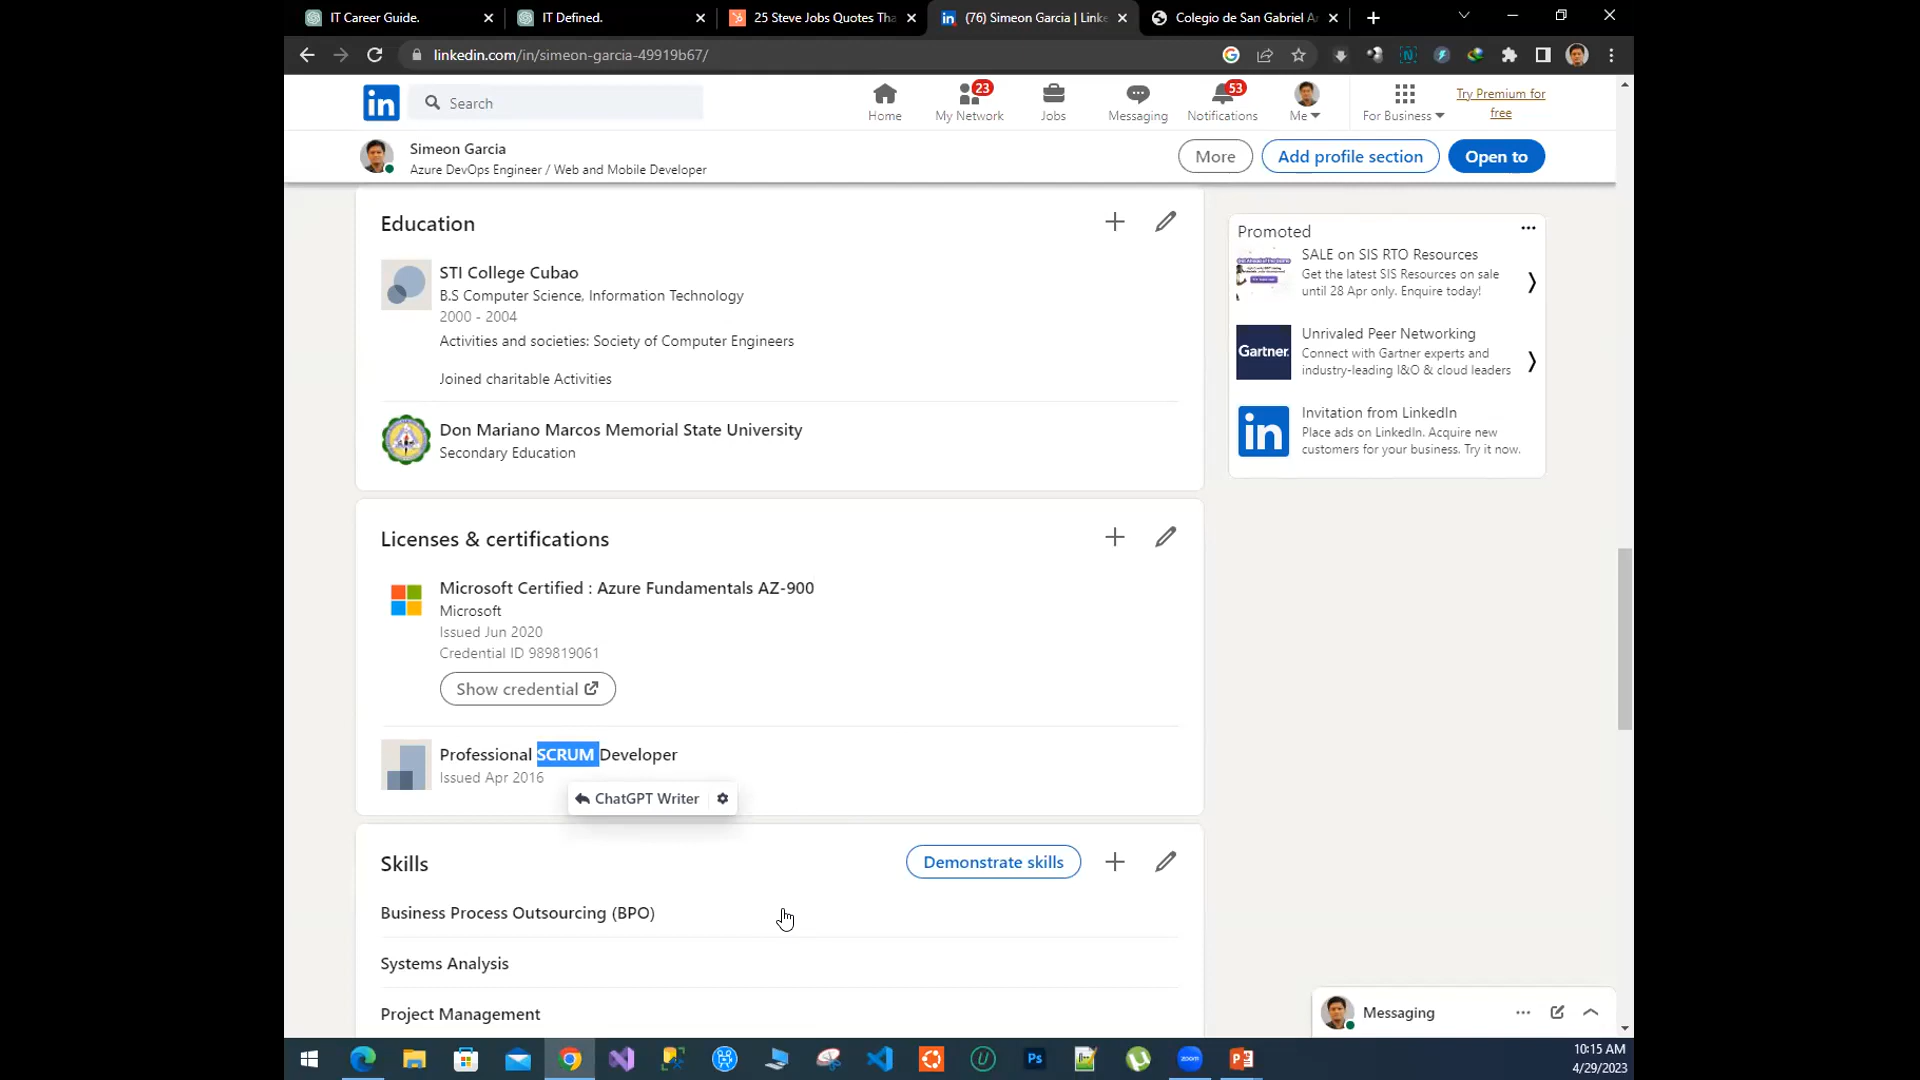 IT Career Guide.
IT Defined.
25 Steve Jobs Quotes Tha
(76) Simeon Garcia | Linke
Colegio de San Gabriel Ar
linkedin.com/in/simeon-garcia-49919b67/
in
Search
Home
23
My Network
Jobs
Messaging
53
Notifications
Me
For Business
Try Premium for
free
Simeon Garcia
Azure DevOps Engineer / Web and Mobile Developer
More
Add profile section
Open to
Education
STI College Cubao
B.S Computer Science, Information Technology
2000 - 2004
Activities and societies: Society of Computer Engineers
Joined charitable Activities
Don Mariano Marcos Memorial State University
Secondary Education
Promoted
SALE on SIS RTO Resources
Get the latest SIS Resources on sale
until 28 Apr only. Enquire today!
Gartner.
Unrivaled Peer Networking
Connect with Gartner experts and
industry-leading I&O & cloud leaders
in
Invitation from LinkedIn
Place ads on LinkedIn. Acquire new
customers for your business. Try it now.
Licenses & certifications
Microsoft Certified : Azure Fundamentals AZ-900
Microsoft
Issued Jun 2020
Credential ID 989819061
Show credential
Professional SCRUM Developer
Issued Apr 2016
ChatGPT Writer
Skills
Demonstrate skills
Business Process Outsourcing (BPO)
Systems Analysis
Project Management
Messaging
Ps
zoom
10:15 AM
4/29/2023